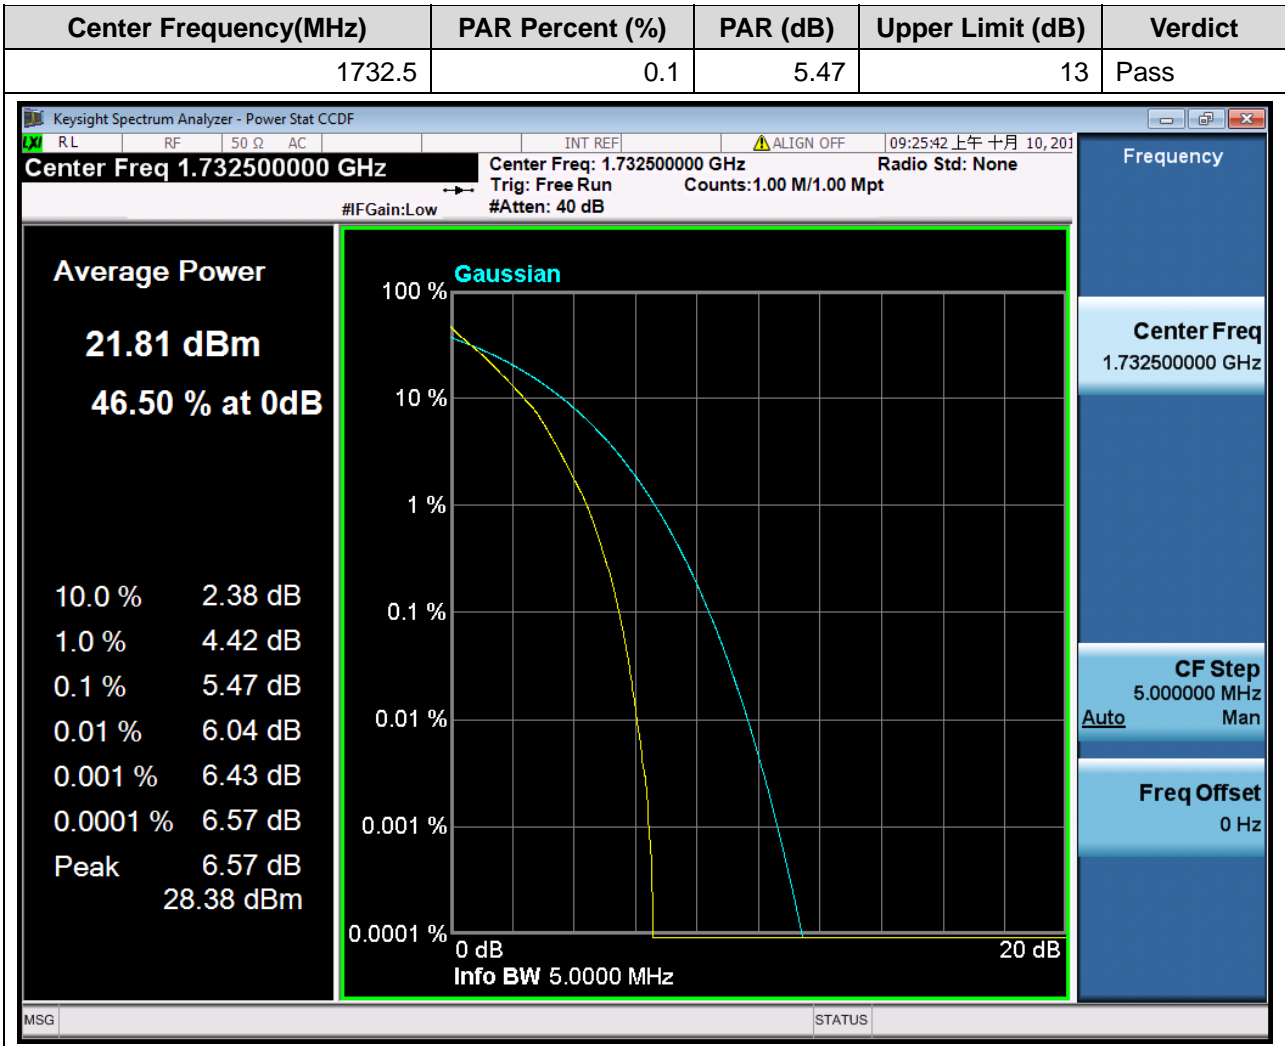 Center Frequency(MHz) PAR Percent (%) PAR (dB) Upper Limit (dB) Verdict
1732.5 0.1 5.47 13 Pass
Keysight Spectrum Analyzer - Power Stat CCDF
LXI RL RF 50 Ω AC INT REF ALIGN OFF 09:25:42 上午 十月 10, 201
Center Freq 1.732500000 GHz
Center Freq: 1.732500000 GHz Radio Std: None
Trig: Free Run Counts:1.00 M/1.00 Mpt
#IFGain:Low #Atten: 40 dB
Average Power
21.81 dBm
46.50 % at 0dB
10.0 % 2.38 dB
1.0 % 4.42 dB
0.1 % 5.47 dB
0.01 % 6.04 dB
0.001 % 6.43 dB
0.0001 % 6.57 dB
Peak 6.57 dB
28.38 dBm
Gaussian
100 %
10 %
1 %
0.1 %
0.01 %
0.001 %
0.0001 %
0 dB 20 dB
Info BW 5.0000 MHz
Frequency
Center Freq
1.732500000 GHz
CF Step
5.000000 MHz
Auto Man
Freq Offset
0 Hz
MSG STATUS